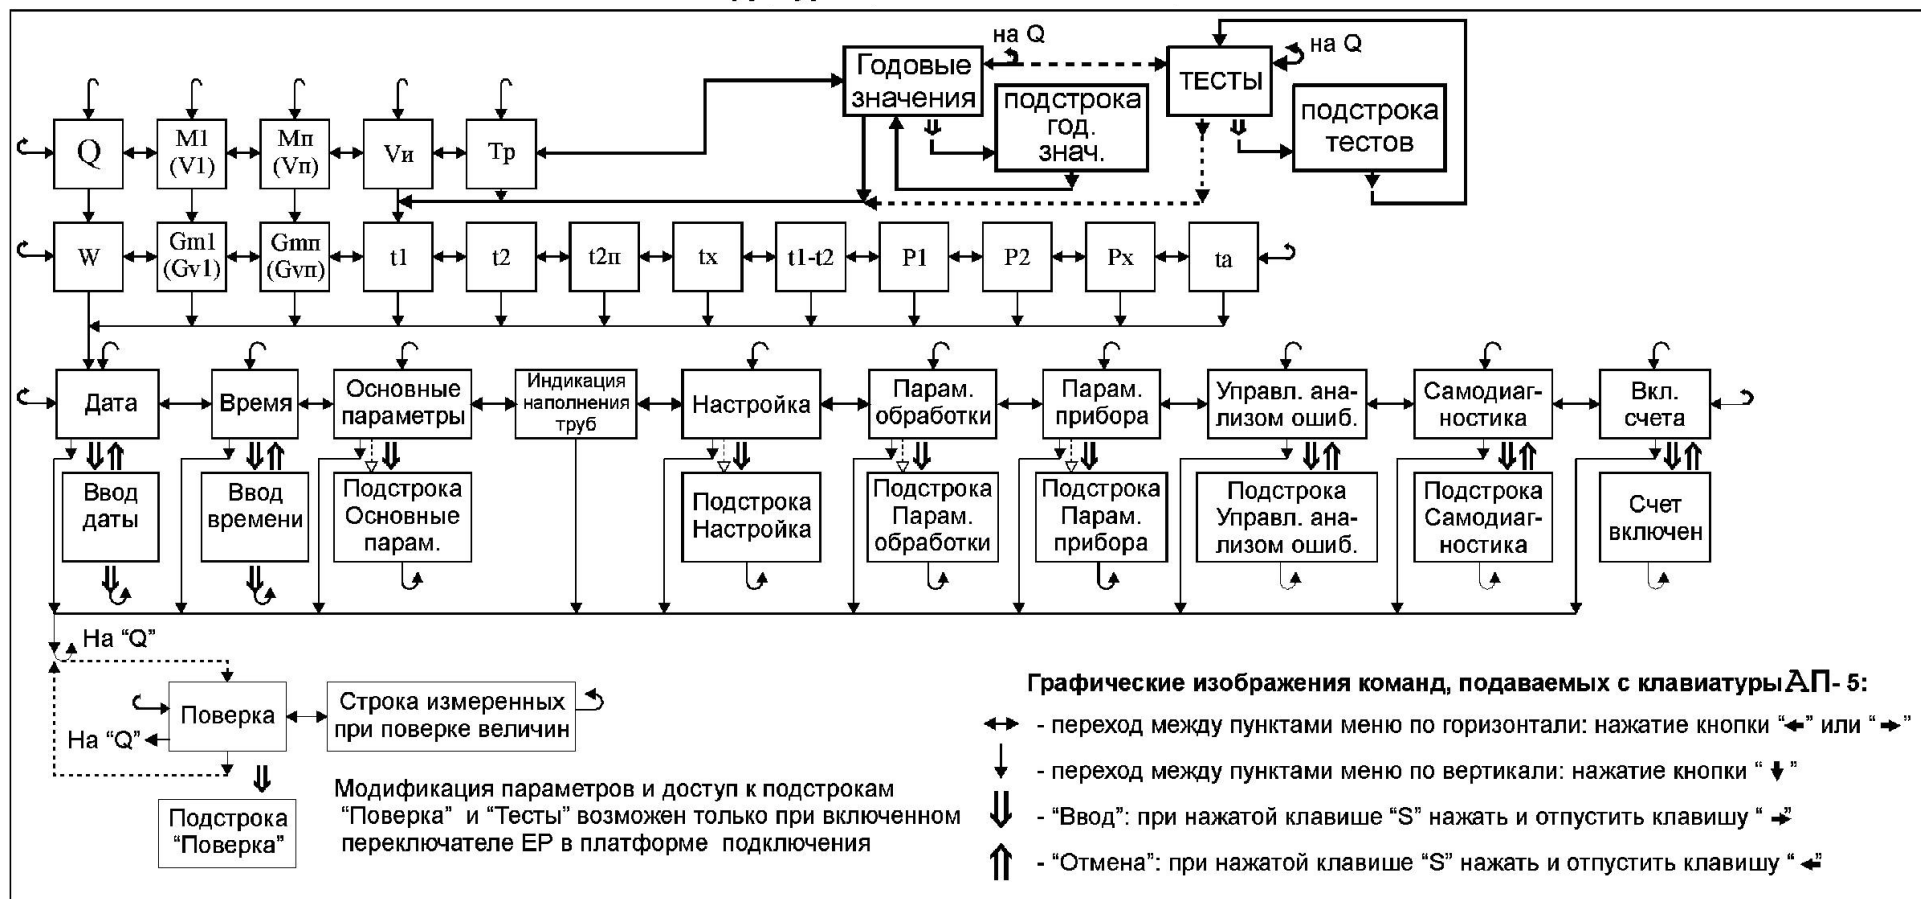 на Q
на Q
Годовые
значения
ТЕСТЫ
подстрока
год.
знач.
подстрока
тестов
Q
М1
(V1)
Мп
(Vп)
Vи
Тр
W
Gm1
(Gv1)
Gmп
(Gvп)
t1
t2
t2п
tx
t1-t2
P1
P2
Px
ta
Дата
Время
Основные
параметры
Индикация
наполнения
труб
Настройка
Парам.
обработки
Парам.
прибора
Управл. ана-
лизом ошиб.
Самодиаг-
ностика
Вкл.
счета
Ввод
даты
Ввод
времени
Подстрока
Основные
парам.
Подстрока
Настройка
Подстрока
Парам.
обработки
Подстрока
Парам.
прибора
Подстрока
Управл. ана-
лизом ошиб.
Подстрока
Самодиаг-
ностика
Счет
включен
На “Q”
Поверка
Строка измеренных
при поверке величин
На “Q”
Подстрока
“Поверка”
Модификация параметров и доступ к подстрокам
“Поверка” и “Тесты” возможен только при включенном
переключателе ЕР в платформе подключения
Графические изображения команд, подаваемых с клавиатуры АП- 5:
↔ - переход между пунктами меню по горизонтали: нажатие кнопки “←” или “→”
↓ - переход между пунктами меню по вертикали: нажатие кнопки “↓”
⇓ - “Ввод”: при нажатой клавише “S” нажать и отпустить клавишу “→”
⇑ - “Отмена”: при нажатой клавише “S” нажать и отпустить клавишу “←”